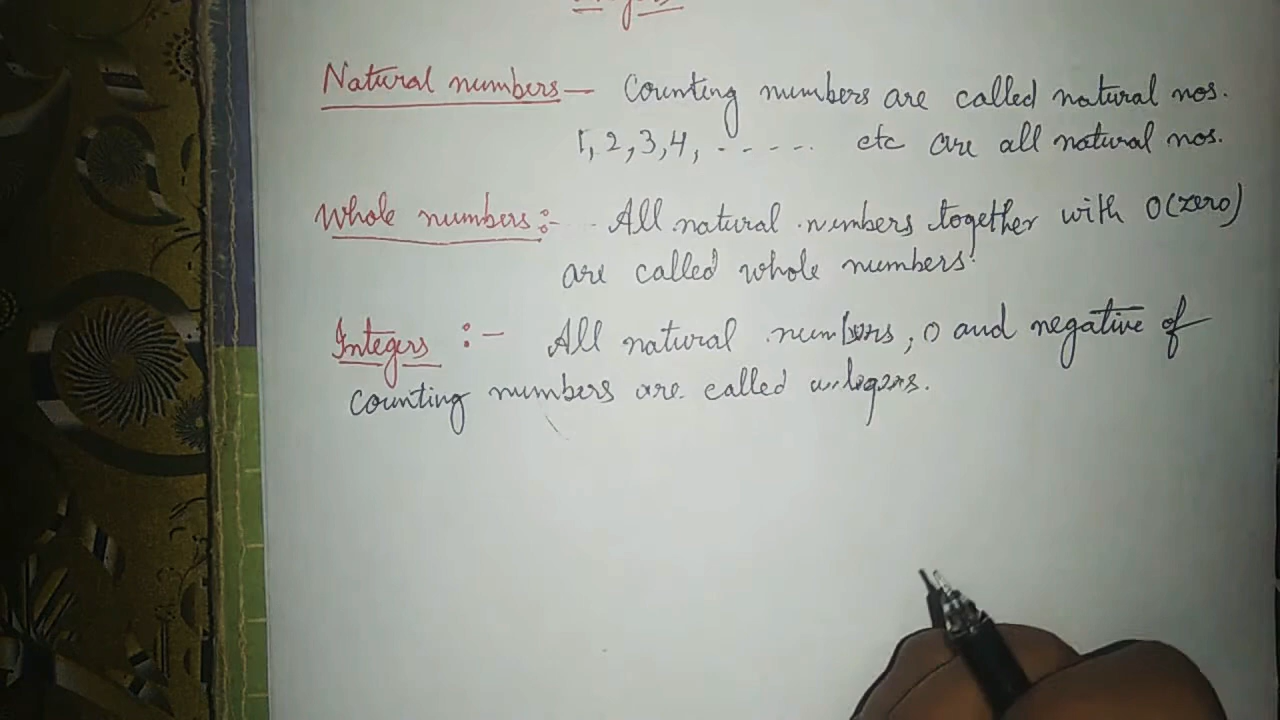 Natural numbers — Counting numbers are called natural nos.
1, 2, 3, 4, ..... etc are all natural nos.
Whole numbers :- All natural numbers together with 0 (zero)
are called whole numbers.
Integers :- All natural numbers, 0 and negative of
counting numbers are called